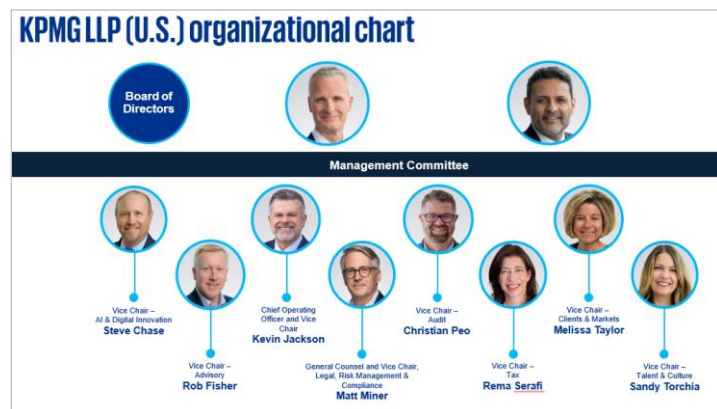 KPMG LLP (U.S.) organizational chart
Board of
Directors
Management Committee
Vice Chair –
AI & Digital Innovation
Steve Chase
Vice Chair –
Advisory
Rob Fisher
Chief Operating
Officer and Vice
Chair
Kevin Jackson
General Counsel and Vice Chair,
Legal, Risk Management &
Compliance
Matt Miner
Vice Chair –
Audit
Christian Peo
Vice Chair –
Tax
Rema Serafi
Vice Chair –
Clients & Markets
Melissa Taylor
Vice Chair –
Talent & Culture
Sandy Torchia